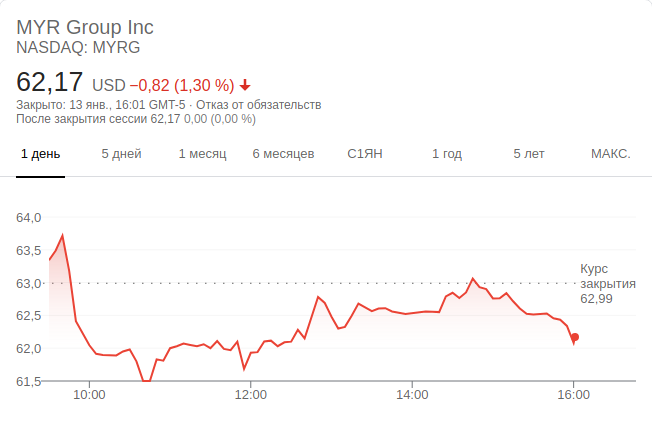 MYR Group Inc
NASDAQ: MYRG
62,17 USD −0,82 (1,30 %)
Закрыто: 13 янв., 16:01 GMT-5 · Отказ от обязательств
После закрытия сессии 62,17 0,00 (0,00 %)
1 день 5 дней 1 месяц 6 месяцев С1ЯН 1 год 5 лет МАКС.
64,0
63,5
63,0
62,5
62,0
61,5
Курс
закрытия
62,99
10:00 12:00 14:00 16:00